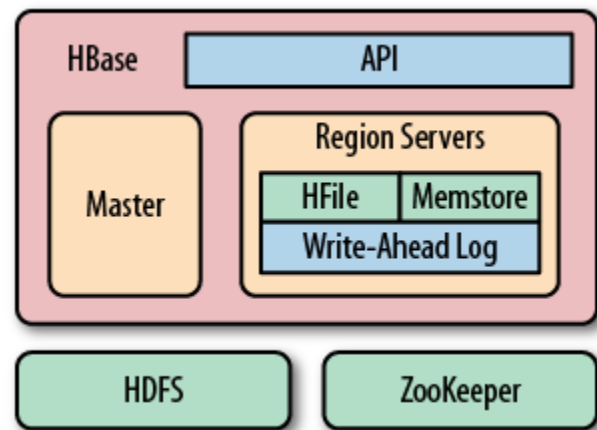 HBase
API
Master
Region Servers
HFile
Memstore
Write-Ahead Log
HDFS
ZooKeeper